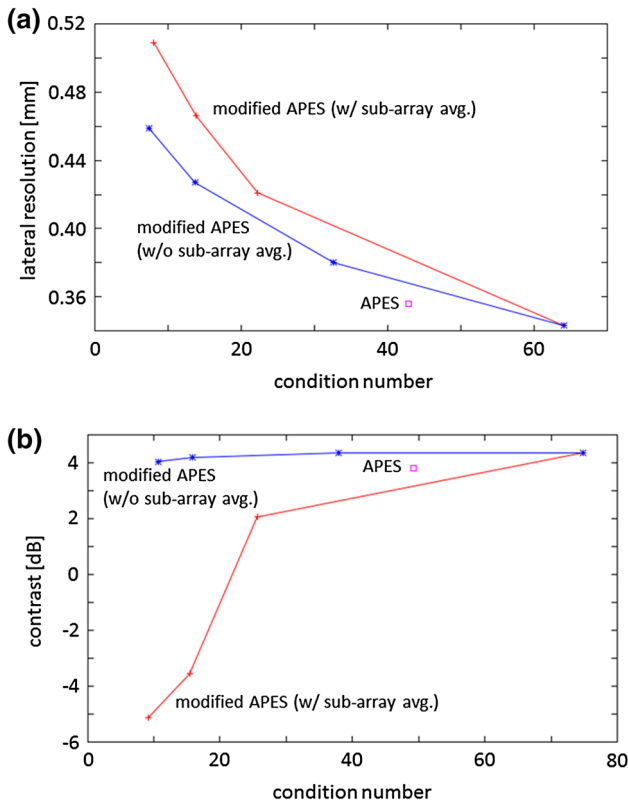 (a)
0.52
0.48
0.44
0.40
0.36
lateral resolution [mm]
modified APES (w/ sub-array avg.)
modified APES
(w/o sub-array avg.)
APES
0 20 40 60
condition number
(b)
4
2
0
-2
-4
-6
contrast [dB]
modified APES
(w/o sub-array avg.)
APES
modified APES (w/ sub-array avg.)
0 20 40 60 80
condition number